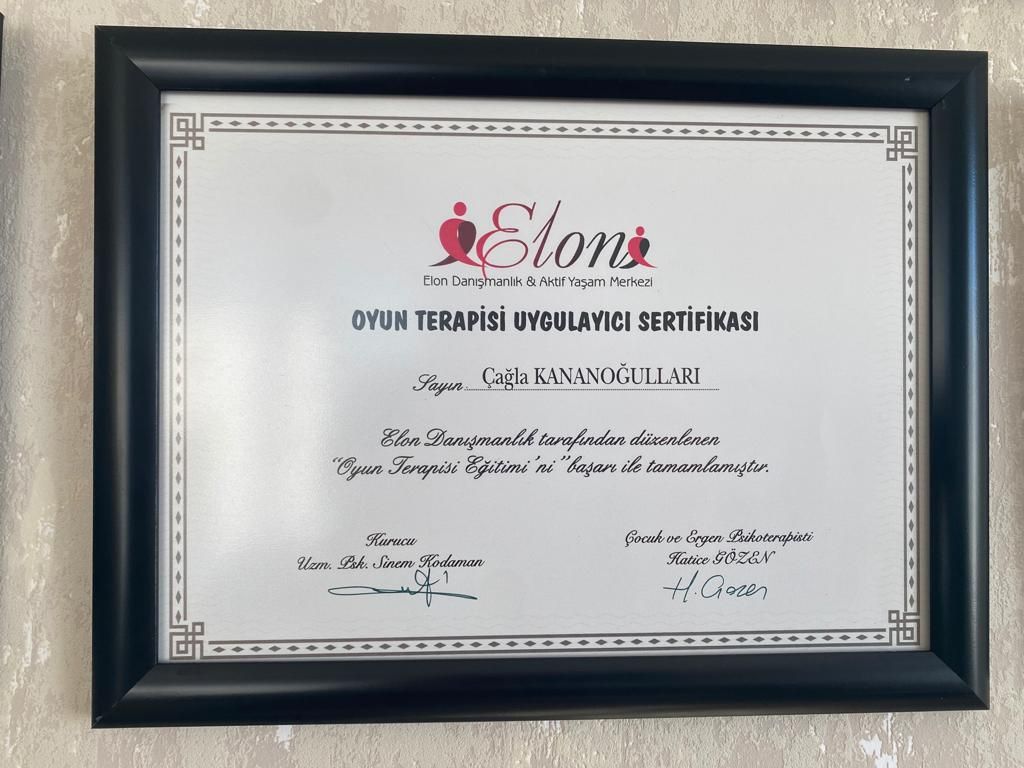 Elon
Elon Danışmanlık & Aktif Yaşam Merkezi
OYUN TERAPİSİ UYGULAYICI SERTİFİKASI
Sayın: Çağla KANANOĞULLARI
Elon Danışmanlık tarafından düzenlenen
"Oyun Terapisi Eğitimi'ni" başarı ile tamamlamıştır.
Kurucu
Uzm. Psk. Sinem Kodaman
Çocuk ve Ergen Psikoterapisti
Hatice GÖZEN
H. Gözen